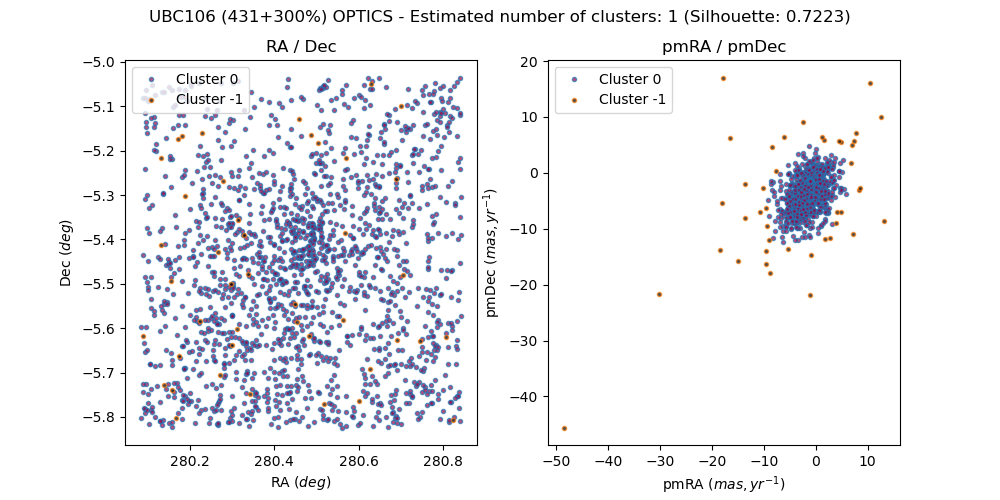 UBC106 (431+300%) OPTICS - Estimated number of clusters: 1 (Silhouette: 0.7223)
RA / Dec
Cluster 0
Cluster -1
−5.0
−5.1
−5.2
−5.3
−5.4
−5.5
−5.6
−5.7
−5.8
Dec (deg)
280.2
280.4
280.6
280.8
RA (deg)
pmRA / pmDec
Cluster 0
Cluster -1
20
10
0
−10
−20
−30
−40
pmDec (mas, yr⁻¹)
−50
−40
−30
−20
−10
0
10
pmRA (mas, yr⁻¹)